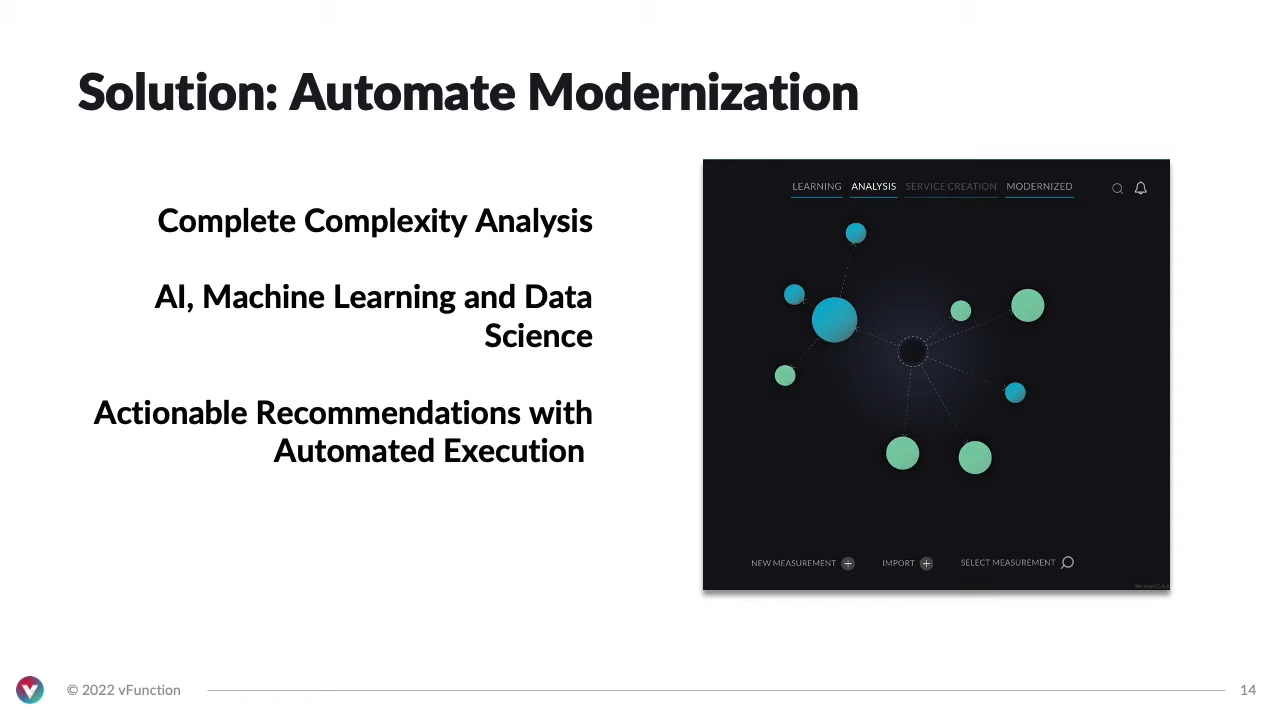 Solution: Automate Modernization
Complete Complexity Analysis
AI, Machine Learning and Data
Science
Actionable Recommendations with
Automated Execution
LEARNING ANALYSIS SERVICE CREATION MODERNIZED
NEW MEASUREMENT IMPORT SELECT MEASUREMENT
© 2022 vFunction
14